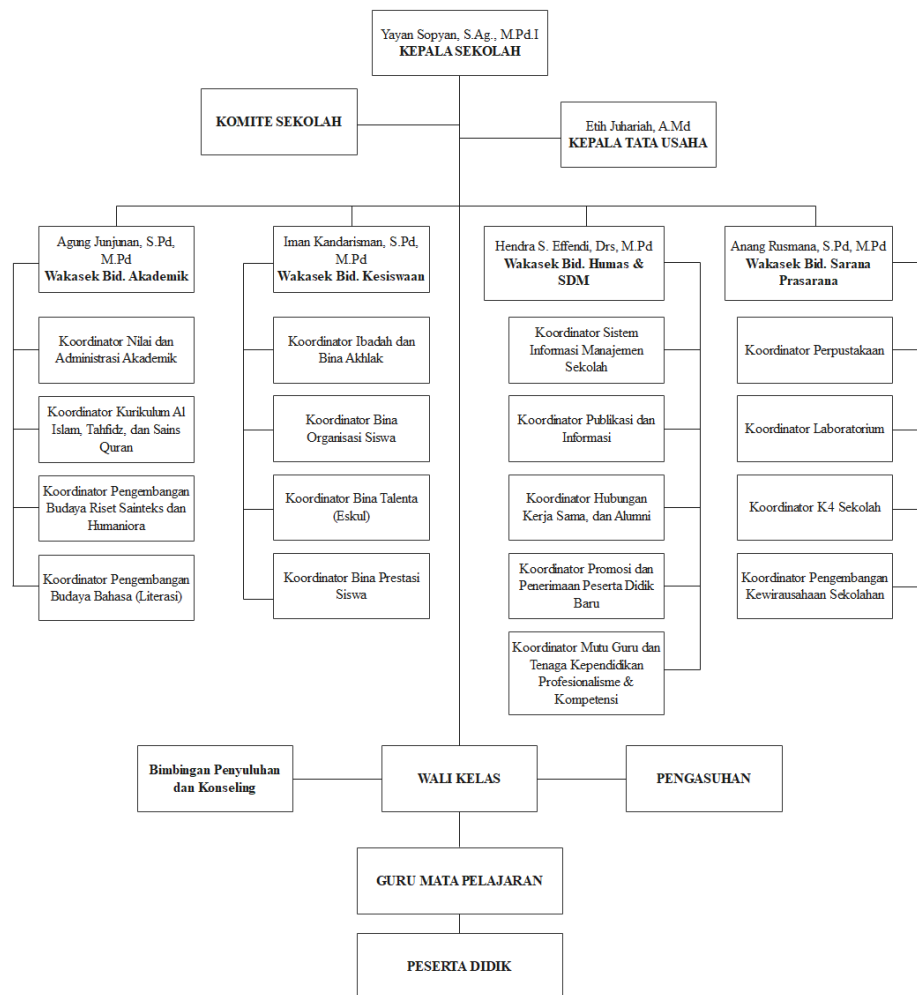 Yayan Sopyan, S.Ag., M.Pd.I
KEPALA SEKOLAH
KOMITE SEKOLAH
Etih Juhariah, A.Md
KEPALA TATA USAHA
Agung Junjunan, S.Pd,
M.Pd
Wakasek Bid. Akademik
Iman Kandarisman, S.Pd,
M.Pd
Wakasek Bid. Kesiswaan
Hendra S. Effendi, Drs, M.Pd
Wakasek Bid. Humas &
SDM
Anang Rusmana, S.Pd, M.Pd
Wakasek Bid. Sarana
Prasarana
Koordinator Nilai dan
Administrasi Akademik
Koordinator Ibadah dan
Bina Akhlak
Koordinator Sistem
Informasi Manajemen
Sekolah
Koordinator Perpustakaan
Koordinator Kurikulum Al
Islam, Tahfidz, dan Sains
Quran
Koordinator Bina
Organisasi Siswa
Koordinator Publikasi dan
Informasi
Koordinator Laboratorium
Koordinator Pengembangan
Budaya Riset Sainteks dan
Humaniora
Koordinator Bina Talenta
(Eskul)
Koordinator Hubungan
Kerja Sama, dan Alumni
Koordinator K4 Sekolah
Koordinator Pengembangan
Budaya Bahasa (Literasi)
Koordinator Bina Prestasi
Siswa
Koordinator Promosi dan
Penerimaan Peserta Didik
Baru
Koordinator Pengembangan
Kewirausahaan Sekolahan
Koordinator Mutu Guru dan
Tenaga Kependidikan
Profesionalisme &
Kompetensi
Bimbingan Penyuluhan
dan Konseling
WALI KELAS
PENGASUHAN
GURU MATA PELAJARAN
PESERTA DIDIK